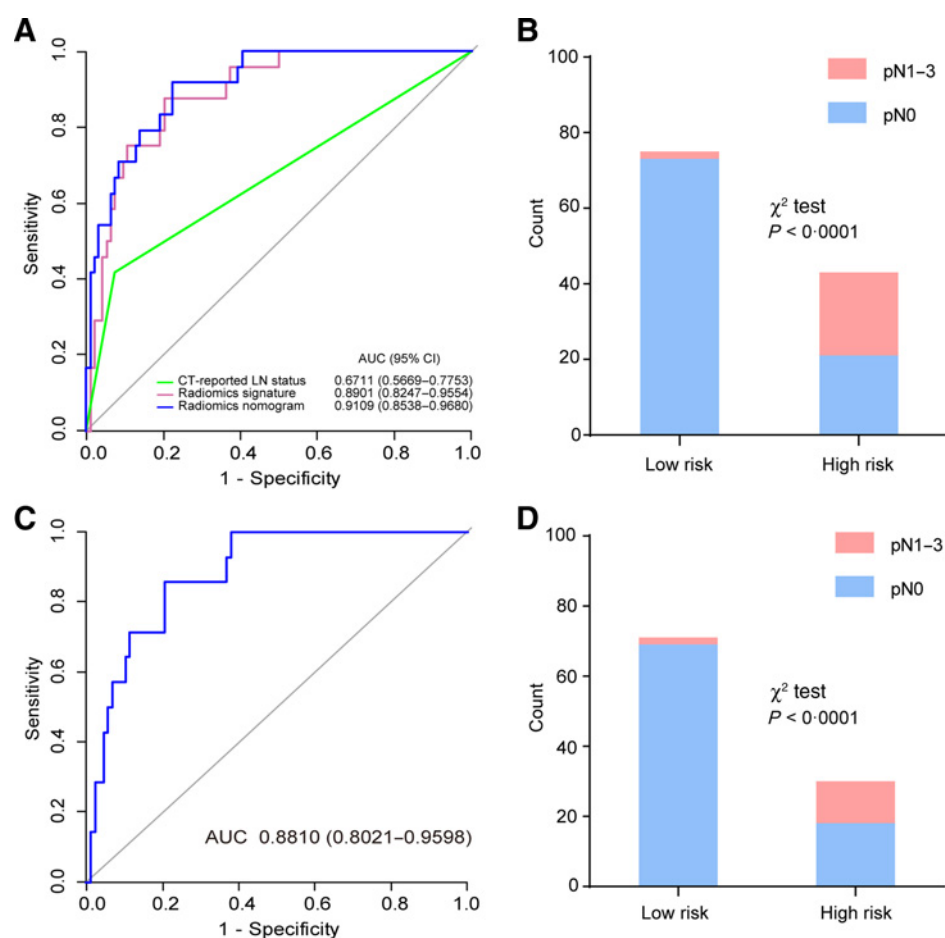 A
1.0
0.8
0.6
0.4
0.2
0.0
Sensitivity
AUC (95% CI)
CT-reported LN status 0.6711 (0.5669–0.7753)
Radiomics signature 0.8901 (0.8247–0.9554)
Radiomics nomogram 0.9109 (0.8538–0.9680)
0.0 0.2 0.4 0.6 0.8 1.0
1 - Specificity
B
100
80
60
40
20
0
Count
pN1–3
pN0
χ² test
P < 0·0001
Low risk High risk
C
1.0
0.8
0.6
0.4
0.2
0.0
Sensitivity
AUC 0.8810 (0.8021–0.9598)
0.0 0.2 0.4 0.6 0.8 1.0
1 - Specificity
D
100
80
60
40
20
0
Count
pN1–3
pN0
χ² test
P < 0·0001
Low risk High risk